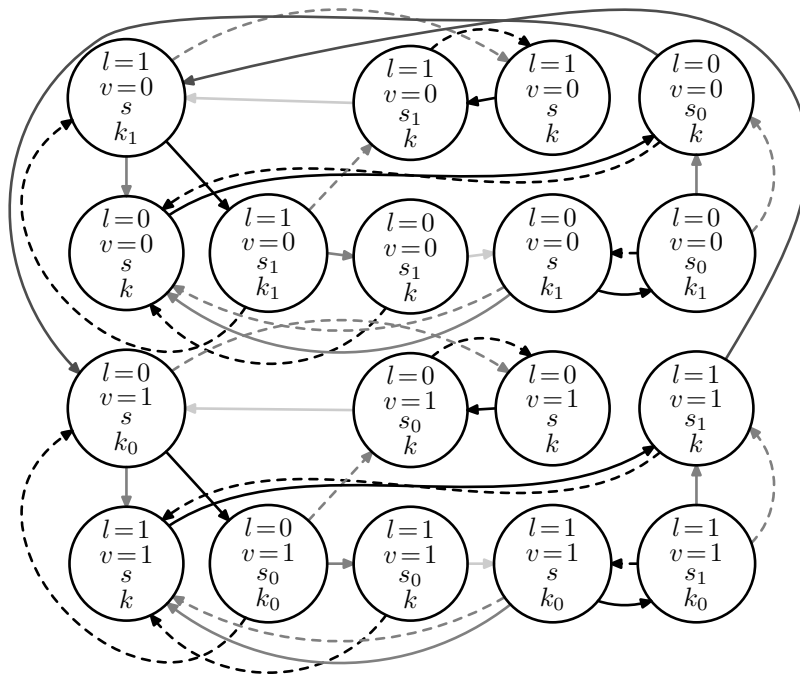 l=1
v=0
s
k₁
l=1
v=0
s₁
k
l=1
v=0
s
k
l=0
v=0
s₀
k
l=0
v=0
s
k
l=1
v=0
s₁
k₁
l=0
v=0
s₁
k
l=0
v=0
s
k₁
l=0
v=0
s₀
k₁
l=0
v=1
s
k₀
l=0
v=1
s₀
k
l=0
v=1
s
k
l=1
v=1
s₁
k
l=1
v=1
s
k
l=0
v=1
s₀
k₀
l=1
v=1
s₀
k
l=1
v=1
s
k₀
l=1
v=1
s₁
k₀